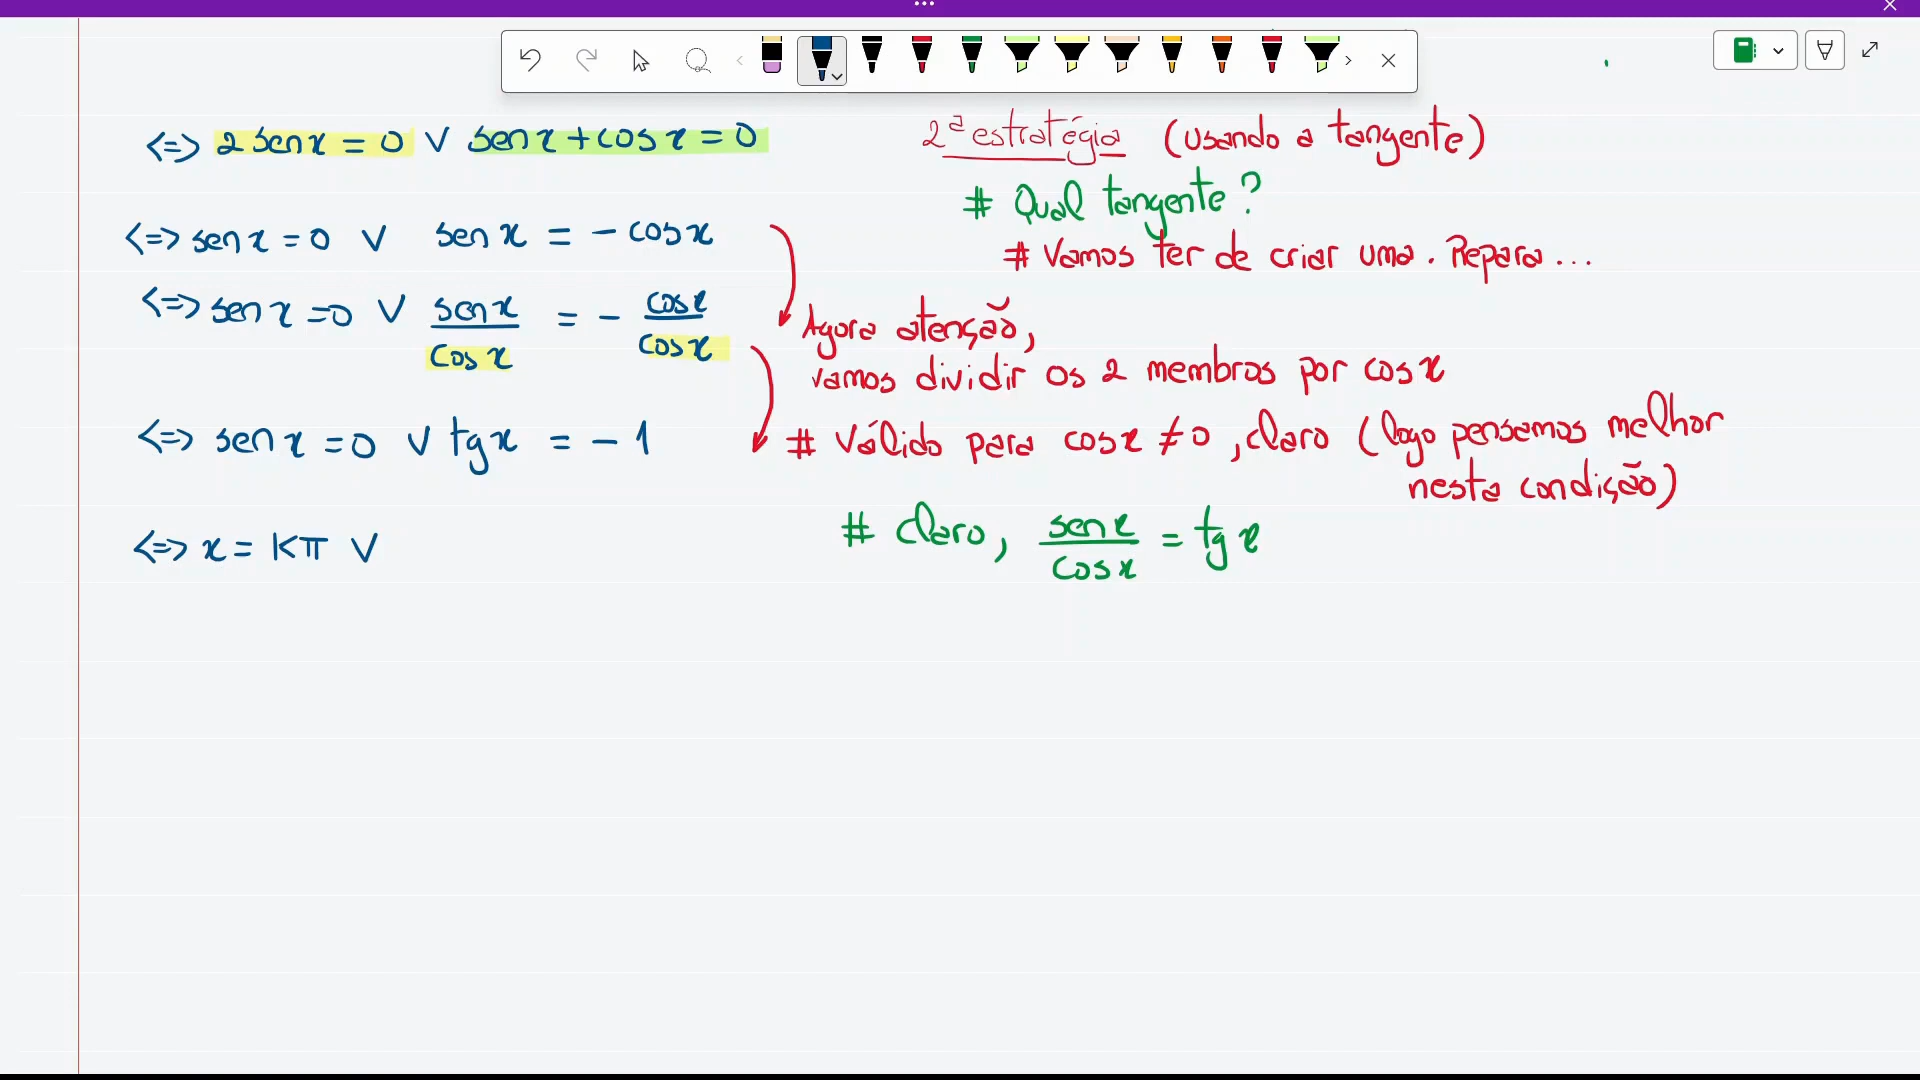 <=> 2 sen x = 0 ∨ sen x + cos x = 0
<=> sen x = 0 ∨ sen x = - cos x
<=> sen x = 0 ∨ sen x / cos x = - cos x / cos x
<=> sen x = 0 ∨ tg x = - 1
<=> x = kπ ∨
2ª estratégia (usando a tangente)
# Qual tangente?
# Vamos ter de criar uma. Repara...
Agora atenção,
vamos dividir os 2 membros por cos x
# Válido para cos x ≠ 0, claro (logo pensamos melhor
nesta condição)
# claro, sen x / cos x = tg x